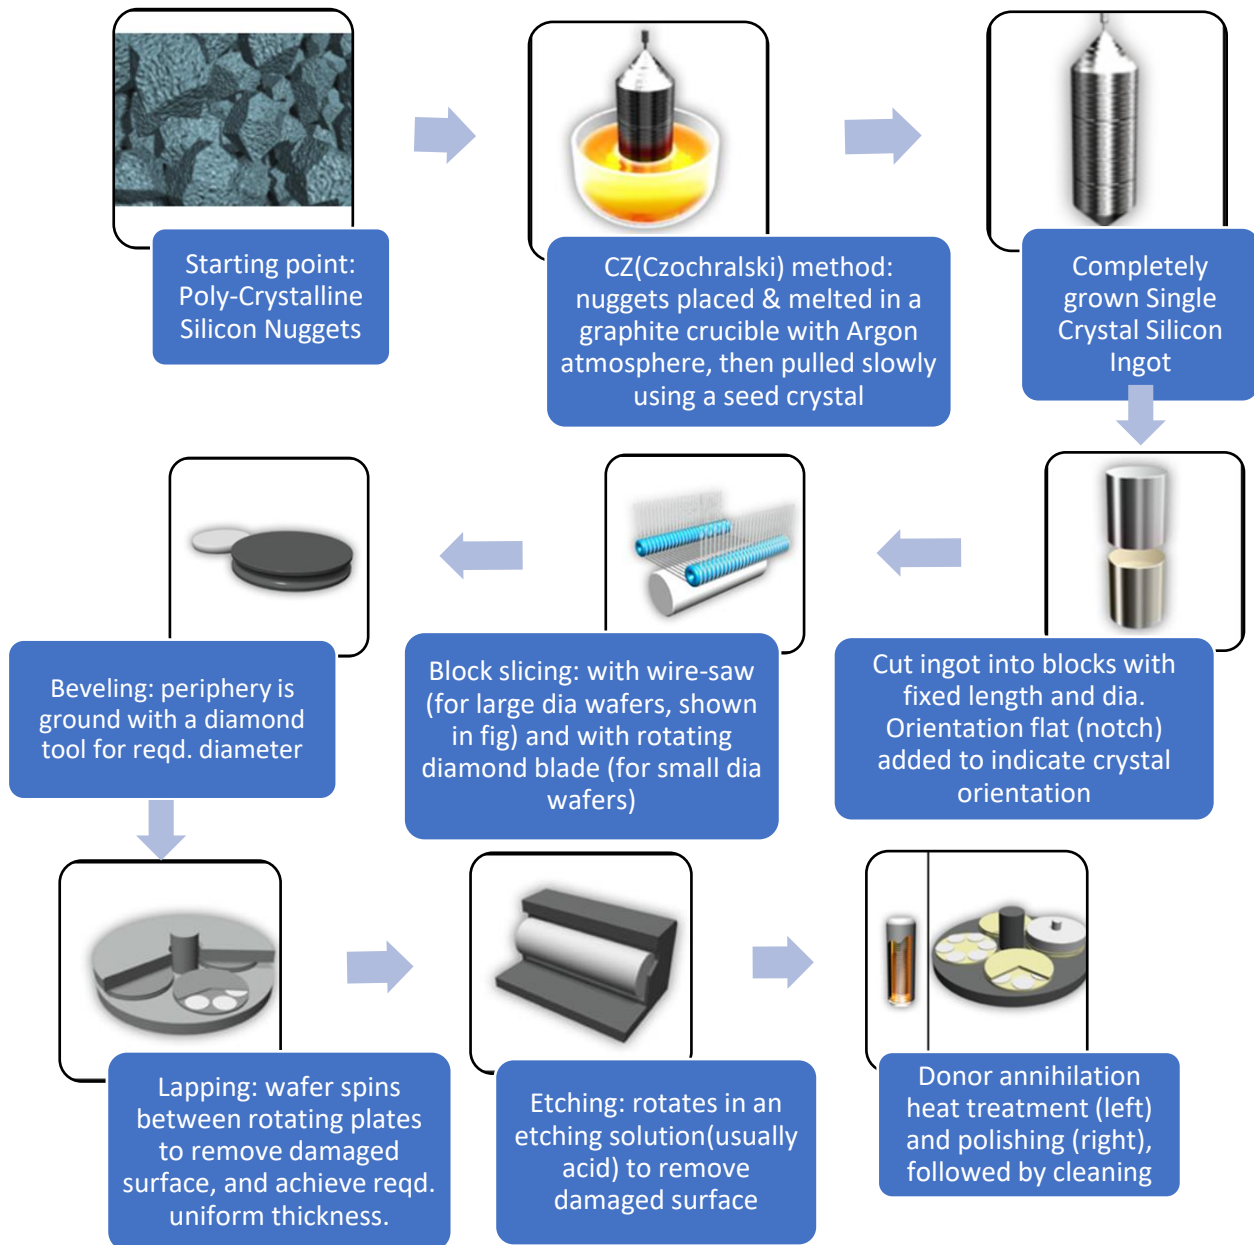 Starting point:
Poly-Crystalline
Silicon Nuggets
CZ(Czochralski) method:
nuggets placed & melted in a
graphite crucible with Argon
atmosphere, then pulled slowly
using a seed crystal
Completely
grown Single
Crystal Silicon
Ingot
Cut ingot into blocks with
fixed length and dia.
Orientation flat (notch)
added to indicate crystal
orientation
Block slicing: with wire-saw
(for large dia wafers, shown
in fig) and with rotating
diamond blade (for small dia
wafers)
Beveling: periphery is
ground with a diamond
tool for reqd. diameter
Lapping: wafer spins
between rotating plates
to remove damaged
surface, and achieve reqd.
uniform thickness.
Etching: rotates in an
etching solution(usually
acid) to remove
damaged surface
Donor annihilation
heat treatment (left)
and polishing (right),
followed by cleaning